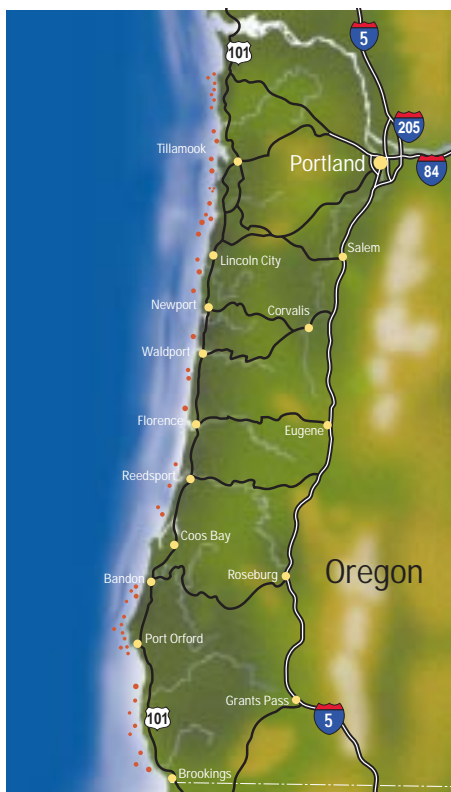 101
5
205
Tillamook
Portland
84
Lincoln City
Salem
Newport
Corvalis
Waldport
Florence
Eugene
Reedsport
Coos Bay
Bandon
Roseburg
Oregon
Port Orford
Grants Pass
101
5
Brookings